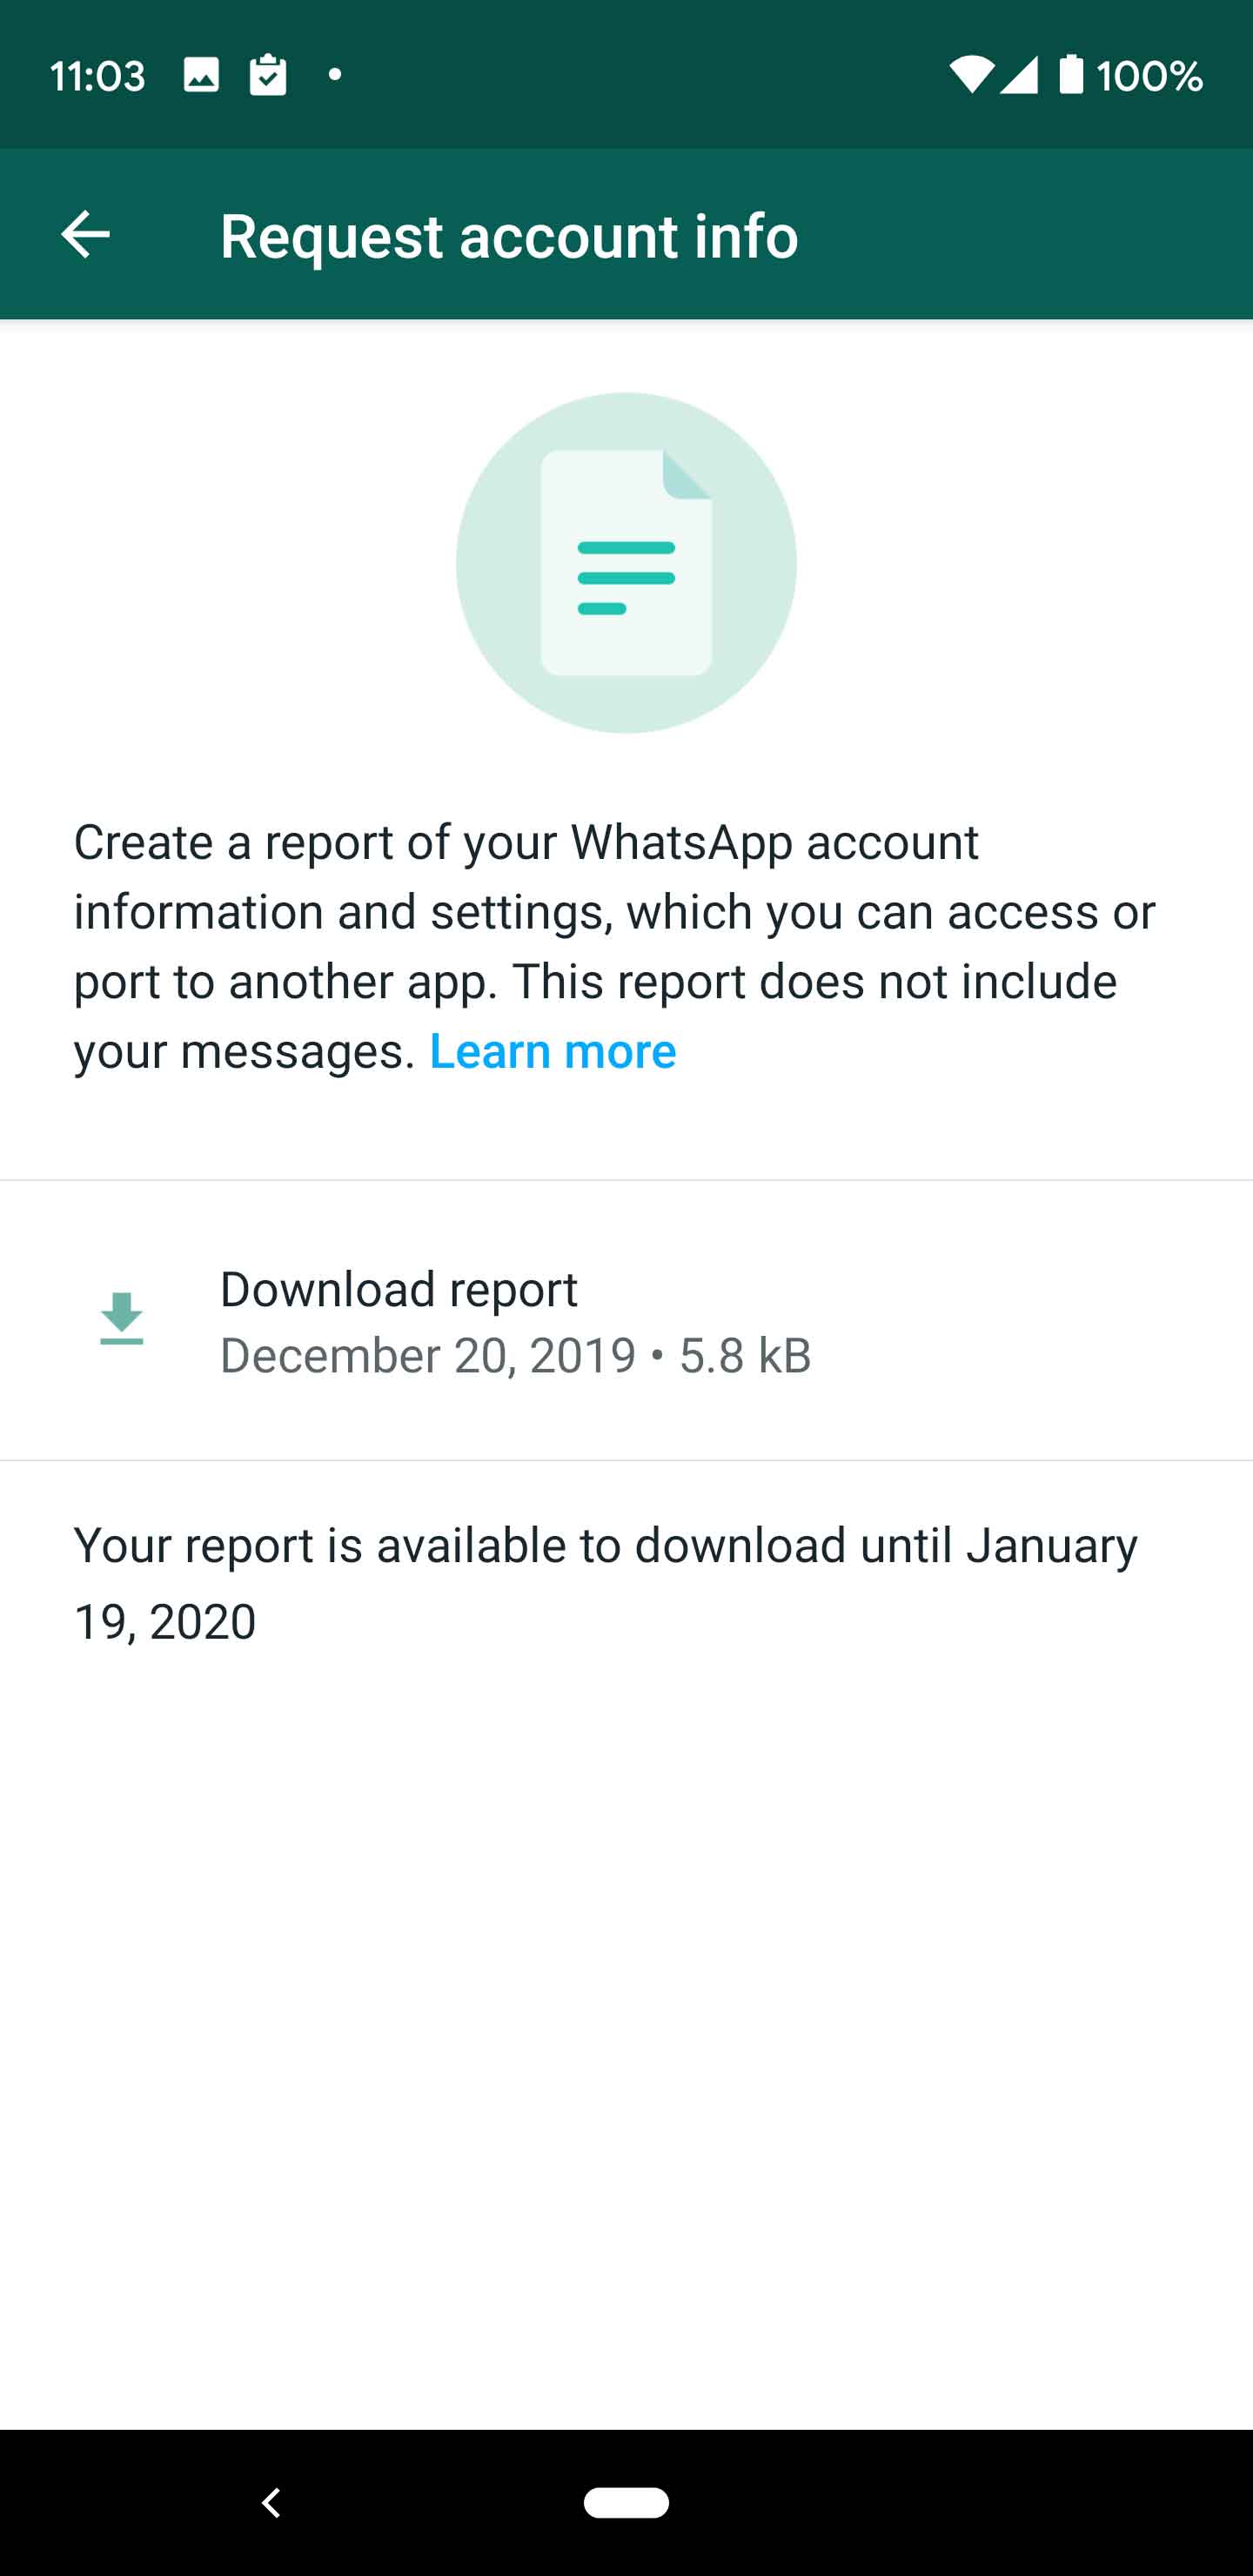 11:03
100%
Request account info
Create a report of your WhatsApp account
information and settings, which you can access or
port to another app. This report does not include
your messages. Learn more
Download report
December 20, 2019 • 5.8 kB
Your report is available to download until January
19, 2020